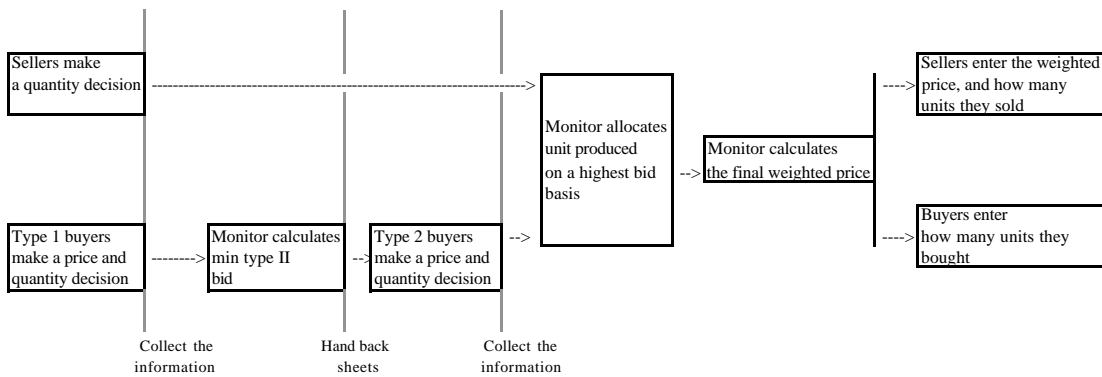 Sellers make
a quantity decision
---------------------------------------------------------------->
Monitor allocates
unit produced
on a highest bid
basis
-->
Monitor calculates
the final weighted price
---->
Sellers enter the weighted
price, and how many
units they sold
Type 1 buyers
make a price and
quantity decision
-------->
Monitor calculates
min type II
bid
-->
Type 2 buyers
make a price and
quantity decision
-->
---->
Buyers enter
how many units they
bought
Collect the
information
Hand back
sheets
Collect the
information